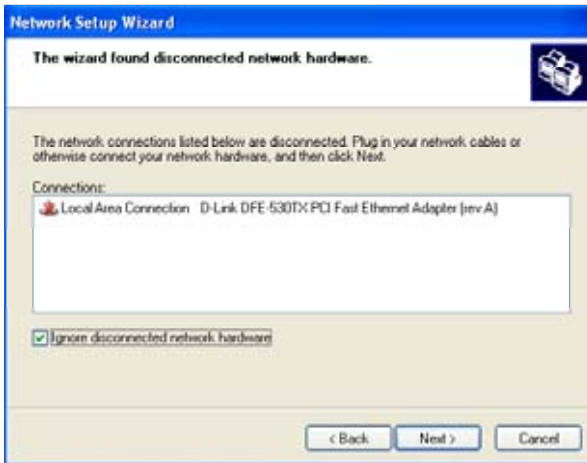 Network Setup Wizard
The wizard found disconnected network hardware.
The network connections listed below are disconnected. Plug in your network cables or
otherwise connect your network hardware, and then click Next.
Connections:
Local Area Connection D-Link DFE-530TX PCI Fast Ethernet Adapter (rev.A)
Ignore disconnected network hardware
< Back Next > Cancel